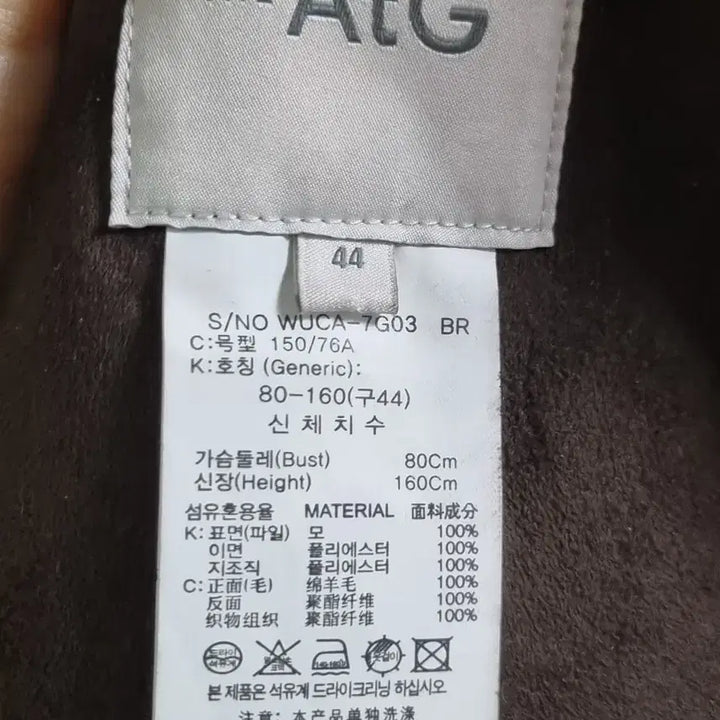 AtG
44
S/NO WUCA-7G03 BR
C:号型 150/76A
K:호칭 (Generic):
80-160(구44)
신체치수
가슴둘레(Bust) 80Cm
신장(Height) 160Cm
섬유혼용율 MATERIAL 面料成分
K: 표면(파일) 모 100%
이면 폴리에스터 100%
지조직 폴리에스터 100%
C:正面(毛) 绵羊毛 100%
反面 聚酯纤维 100%
织物组织 聚酯纤维 100%
드라이 석유계
본 제품은 석유계 드라이크리닝 하십시오
注意: 本产品单独洗涤